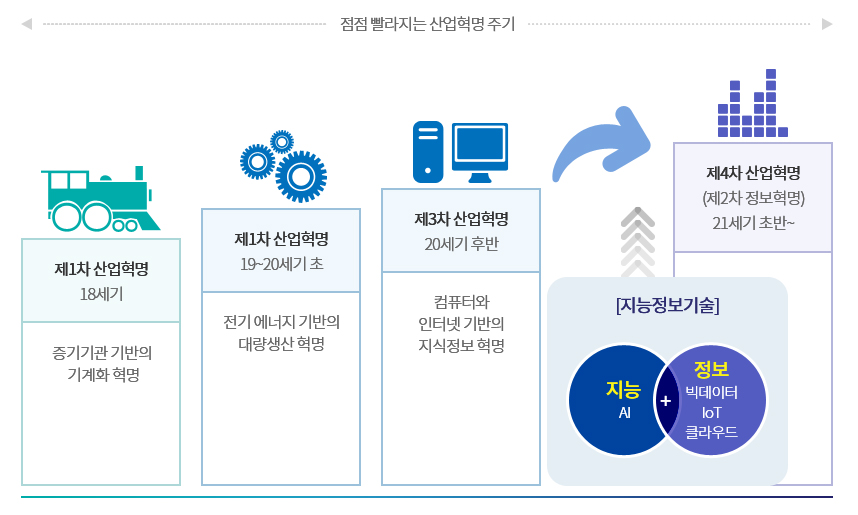 점점 빨라지는 산업혁명 주기
제1차 산업혁명
18세기
증기기관 기반의
기계화 혁명
제1차 산업혁명
19~20세기 초
전기 에너지 기반의
대량생산 혁명
제3차 산업혁명
20세기 후반
컴퓨터와
인터넷 기반의
지식정보 혁명
제4차 산업혁명
(제2차 정보혁명)
21세기 초반~
[지능정보기술]
지능
AI
+
정보
빅데이터
IoT
클라우드